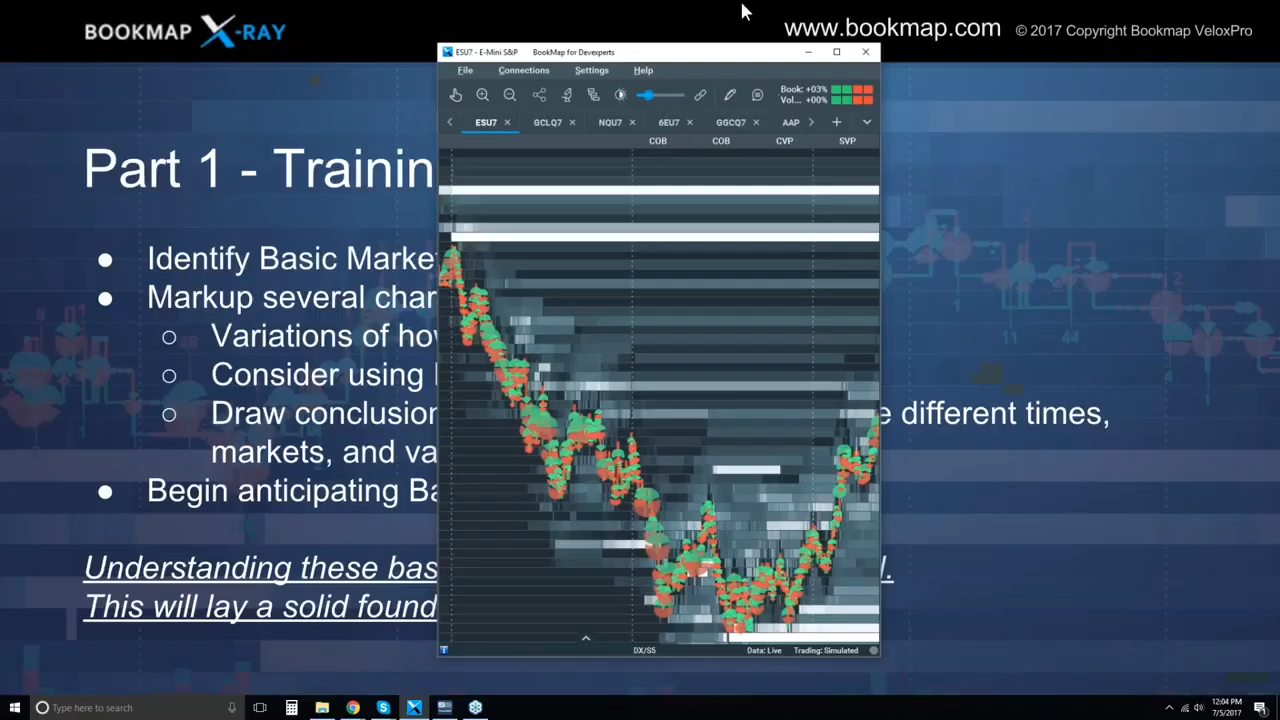 BOOKMAP X-RAY
www.bookmap.com © 2017 Copyright Bookmap VeloxPro
ESU7 - E-Mini S&P BookMap for Devexperts
File Connections Settings Help
Book: +03%
Vol... +00%
ESU7 GCLQ7 NQU7 6EU7 GGCQ7 AAP
COB COB CVP SVP
Part 1 - Trainin
Identify Basic Marke
Markup several char
Variations of how
Consider using
Draw conclusion e different times,
markets, and va
Begin anticipating Ba
Understanding these bas l.
This will lay a solid found
DX/S5 Data: Live Trading: Simulated
11 44
Type here to search
12:04 PM
7/5/2017